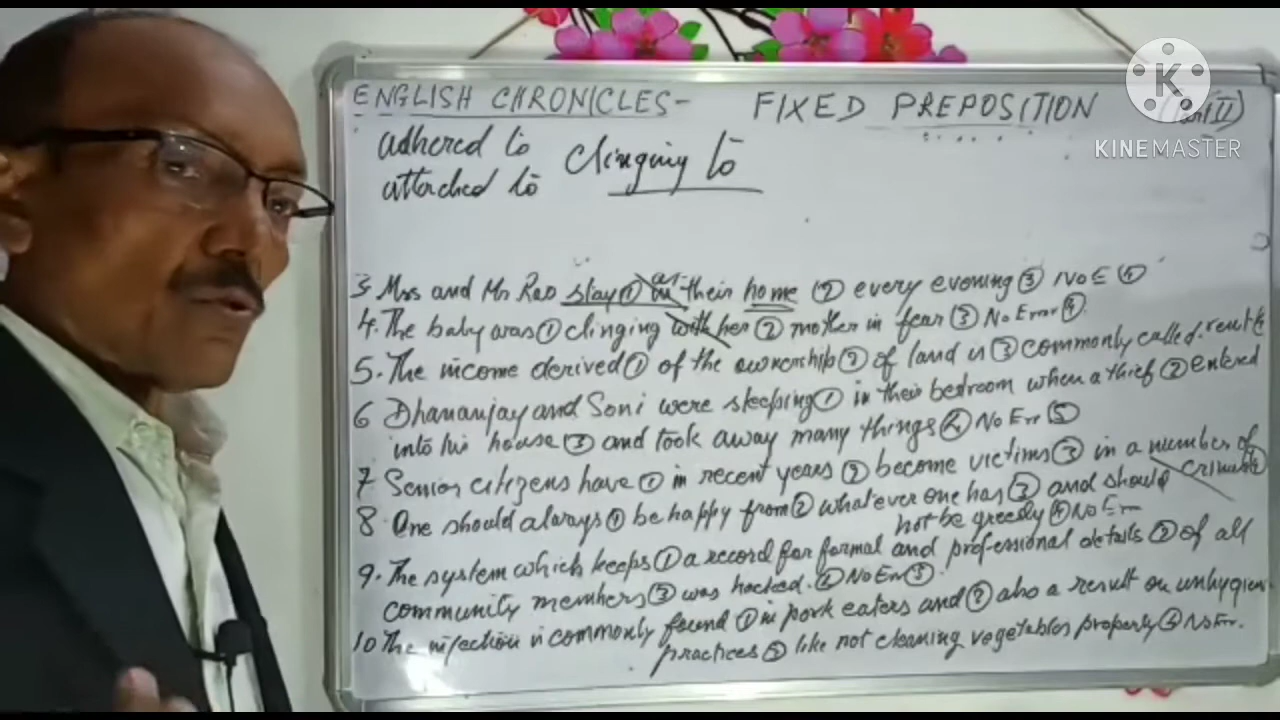 ENGLISH CHRONICLES- FIXED PREPOSITION (Part II)
K
KINEMASTER
adhered to clinging to
attached to
at
3. Mrs and Mr Rao stay ① in their home ② every evening ③ No E ④
4. The baby was ① clinging with her ② mother in fear ③ No Error ④
5. The income derived ① of the ownership ② of land is ③ commonly called
6 Dhananjay and Soni were sleeping ① in their bedroom when a thief ② entered
into his house ③ and took away many things ④ No Err ⑤
7 Senior citizens have ① in recent years ② become victims ③ in a number of
8 One should always ① be happy from ② whatever one has ③ and should
not be greedy ④ No Err
9. The system which keeps ① a record for formal and professional details ② of all
community members ③ was hacked. ④ No Err ⑤
10 The infection is commonly found ① in pork eaters and ② also a result on
practices ③ like not cleaning vegetables properly ④ No Err.